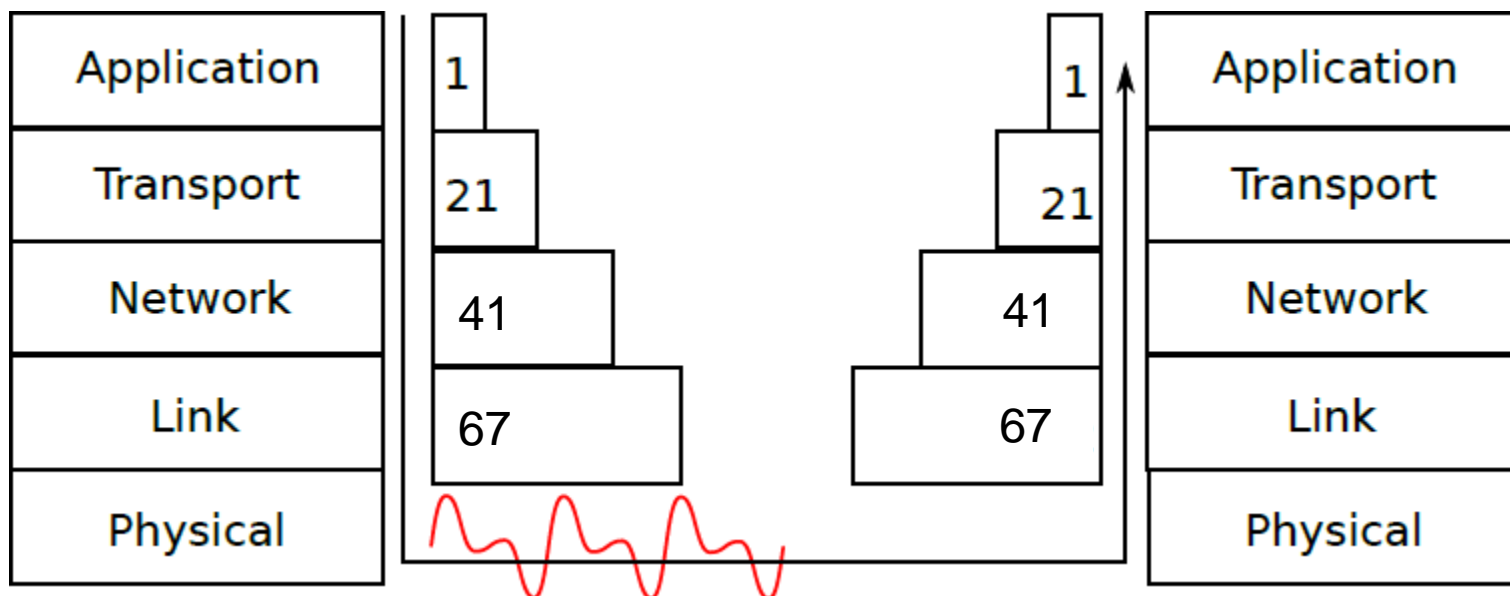 Application 1 1 Application
Transport 21 21 Transport
Network 41 41 Network
Link 67 67 Link
Physical Physical